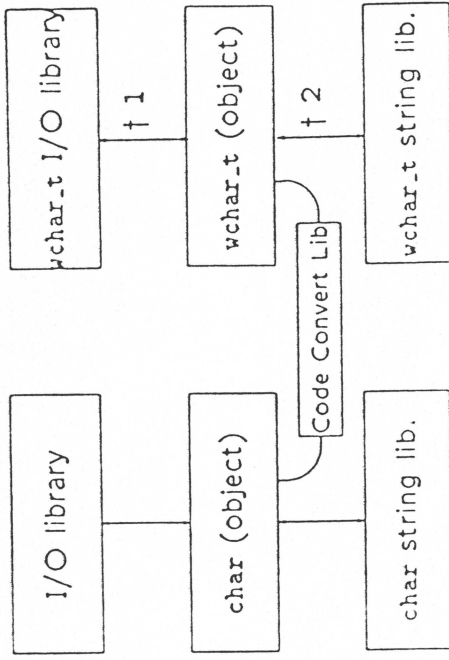 I/O library
wchar_t I/O library
† 1
char (object)
wchar_t (object)
Code Convert Lib
† 2
char string lib.
wchar_t string lib.